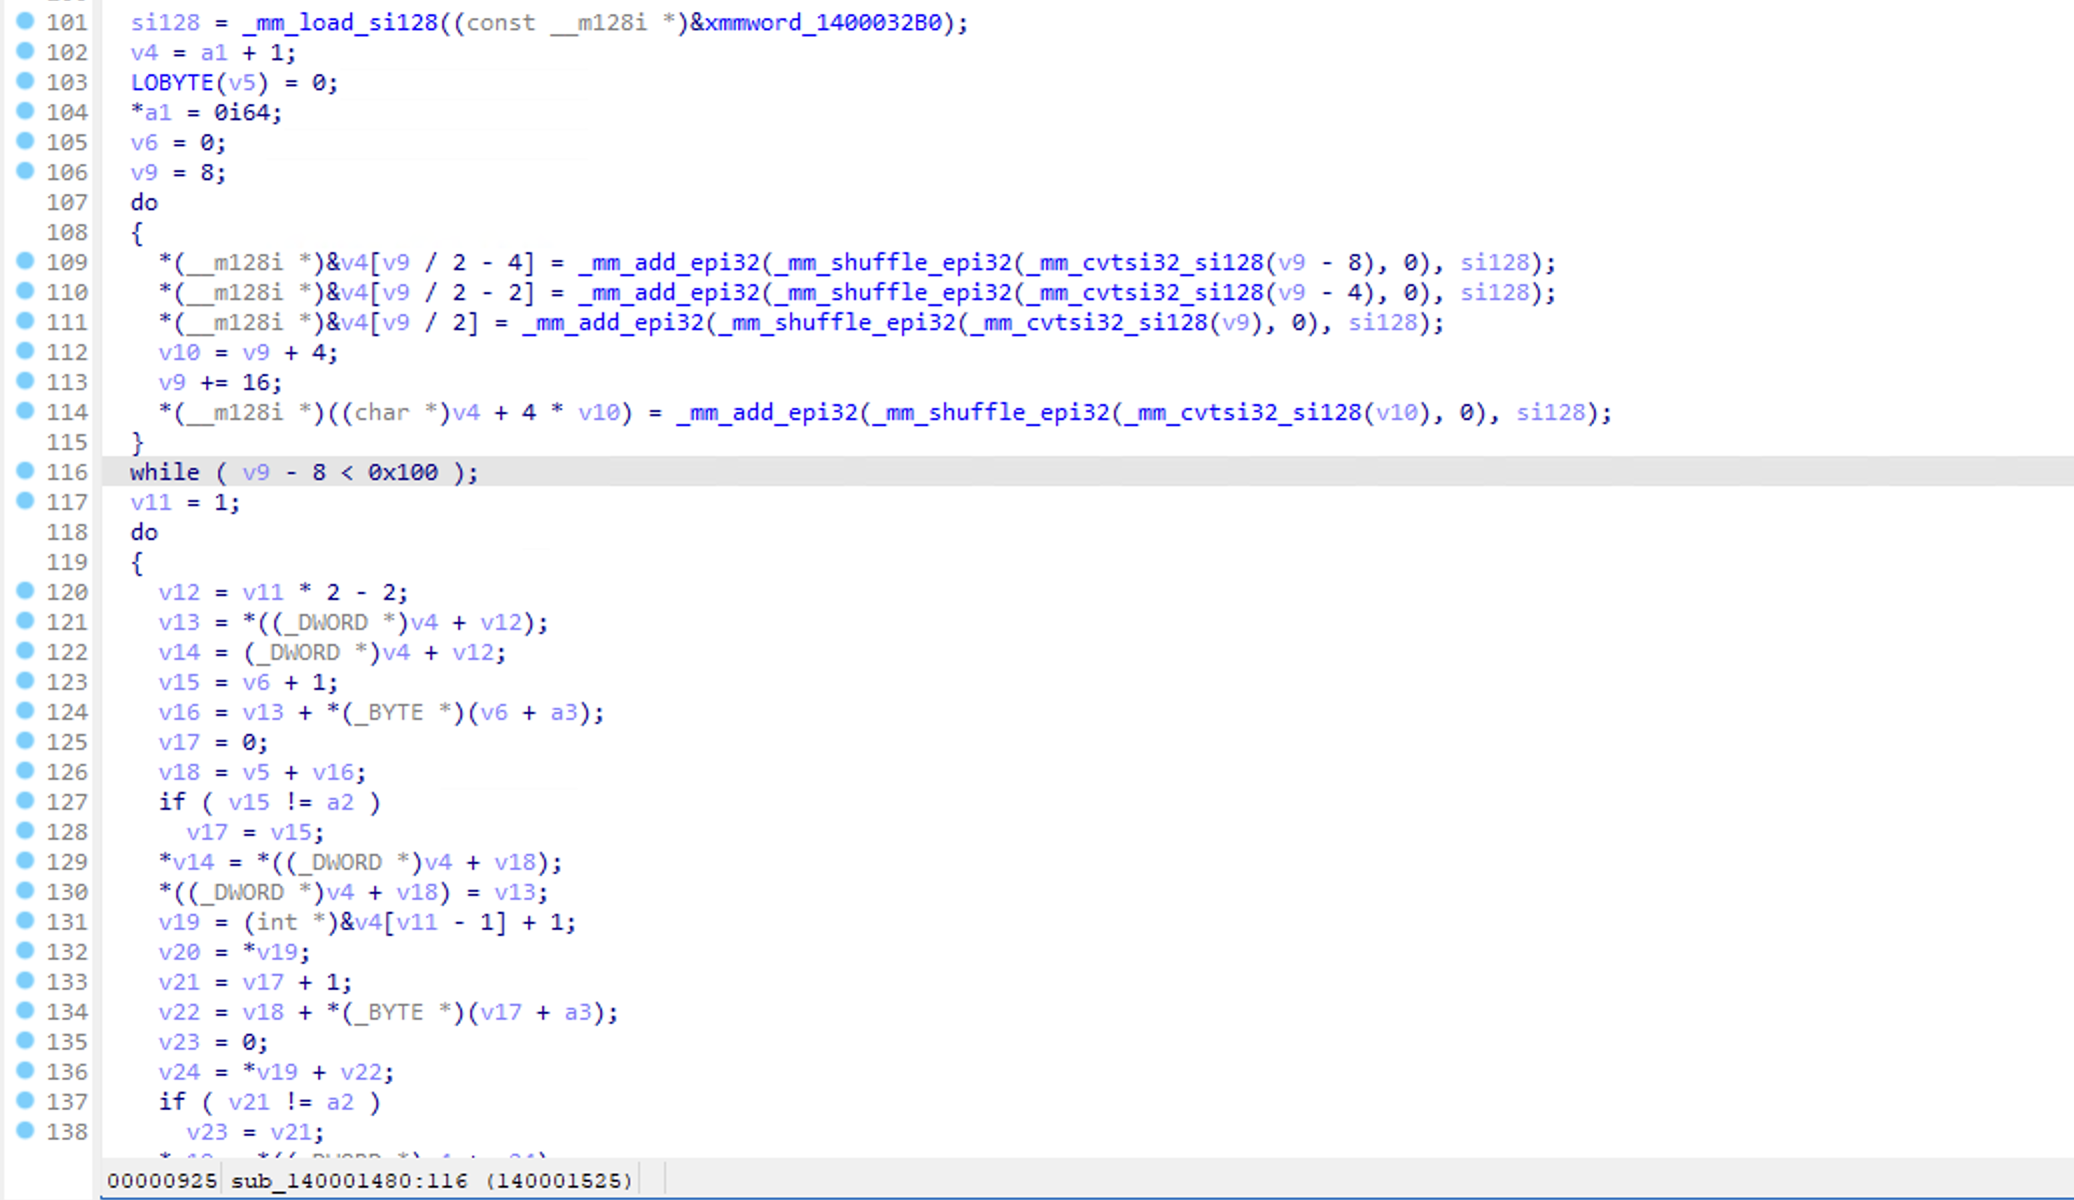 101 si128 = _mm_load_si128((const __m128i *)&xmmword_1400032B0);
102 v4 = a1 + 1;
103 LOBYTE(v5) = 0;
104 *a1 = 0i64;
105 v6 = 0;
106 v9 = 8;
107 do
108 {
109 *(__m128i *)&v4[v9 / 2 - 4] = _mm_add_epi32(_mm_shuffle_epi32(_mm_cvtsi32_si128(v9 - 8), 0), si128);
110 *(__m128i *)&v4[v9 / 2 - 2] = _mm_add_epi32(_mm_shuffle_epi32(_mm_cvtsi32_si128(v9 - 4), 0), si128);
111 *(__m128i *)&v4[v9 / 2] = _mm_add_epi32(_mm_shuffle_epi32(_mm_cvtsi32_si128(v9), 0), si128);
112 v10 = v9 + 4;
113 v9 += 16;
114 *(__m128i *)((char *)v4 + 4 * v10) = _mm_add_epi32(_mm_shuffle_epi32(_mm_cvtsi32_si128(v10), 0), si128);
115 }
116 while ( v9 - 8 < 0x100 );
117 v11 = 1;
118 do
119 {
120 v12 = v11 * 2 - 2;
121 v13 = *((_DWORD *)v4 + v12);
122 v14 = (_DWORD *)v4 + v12;
123 v15 = v6 + 1;
124 v16 = v13 + *(_BYTE *)(v6 + a3);
125 v17 = 0;
126 v18 = v5 + v16;
127 if ( v15 != a2 )
128 v17 = v15;
129 *v14 = *((_DWORD *)v4 + v18);
130 *((_DWORD *)v4 + v18) = v13;
131 v19 = (int *)&v4[v11 - 1] + 1;
132 v20 = *v19;
133 v21 = v17 + 1;
134 v22 = v18 + *(_BYTE *)(v17 + a3);
135 v23 = 0;
136 v24 = *v19 + v22;
137 if ( v21 != a2 )
138 v23 = v21;
00000925 sub_140001480:116 (140001525)